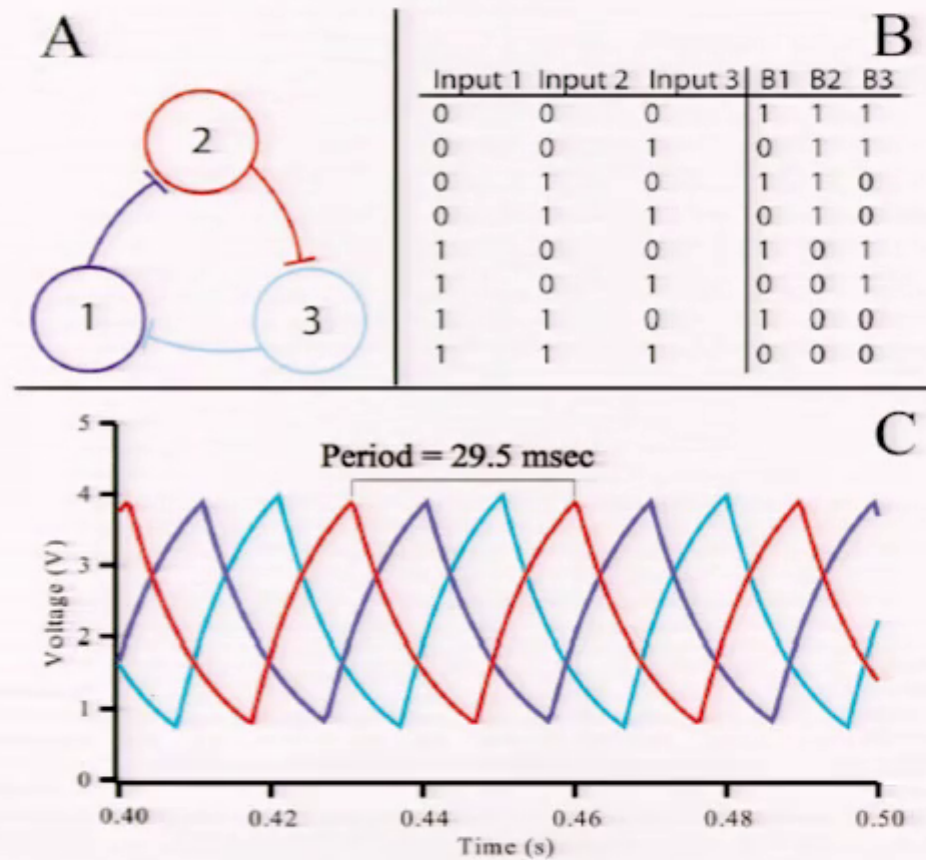 A
2
1
3
B
Input 1 Input 2 Input 3 B1 B2 B3
0 0 0 1 1 1
0 0 1 0 1 1
0 1 0 1 1 0
0 1 1 0 1 0
1 0 0 1 0 1
1 0 1 0 0 1
1 1 0 1 0 0
1 1 1 0 0 0
C
Period = 29.5 msec
Voltage (V)
5
4
3
2
1
0
0.40 0.42 0.44 0.46 0.48 0.50
Time (s)